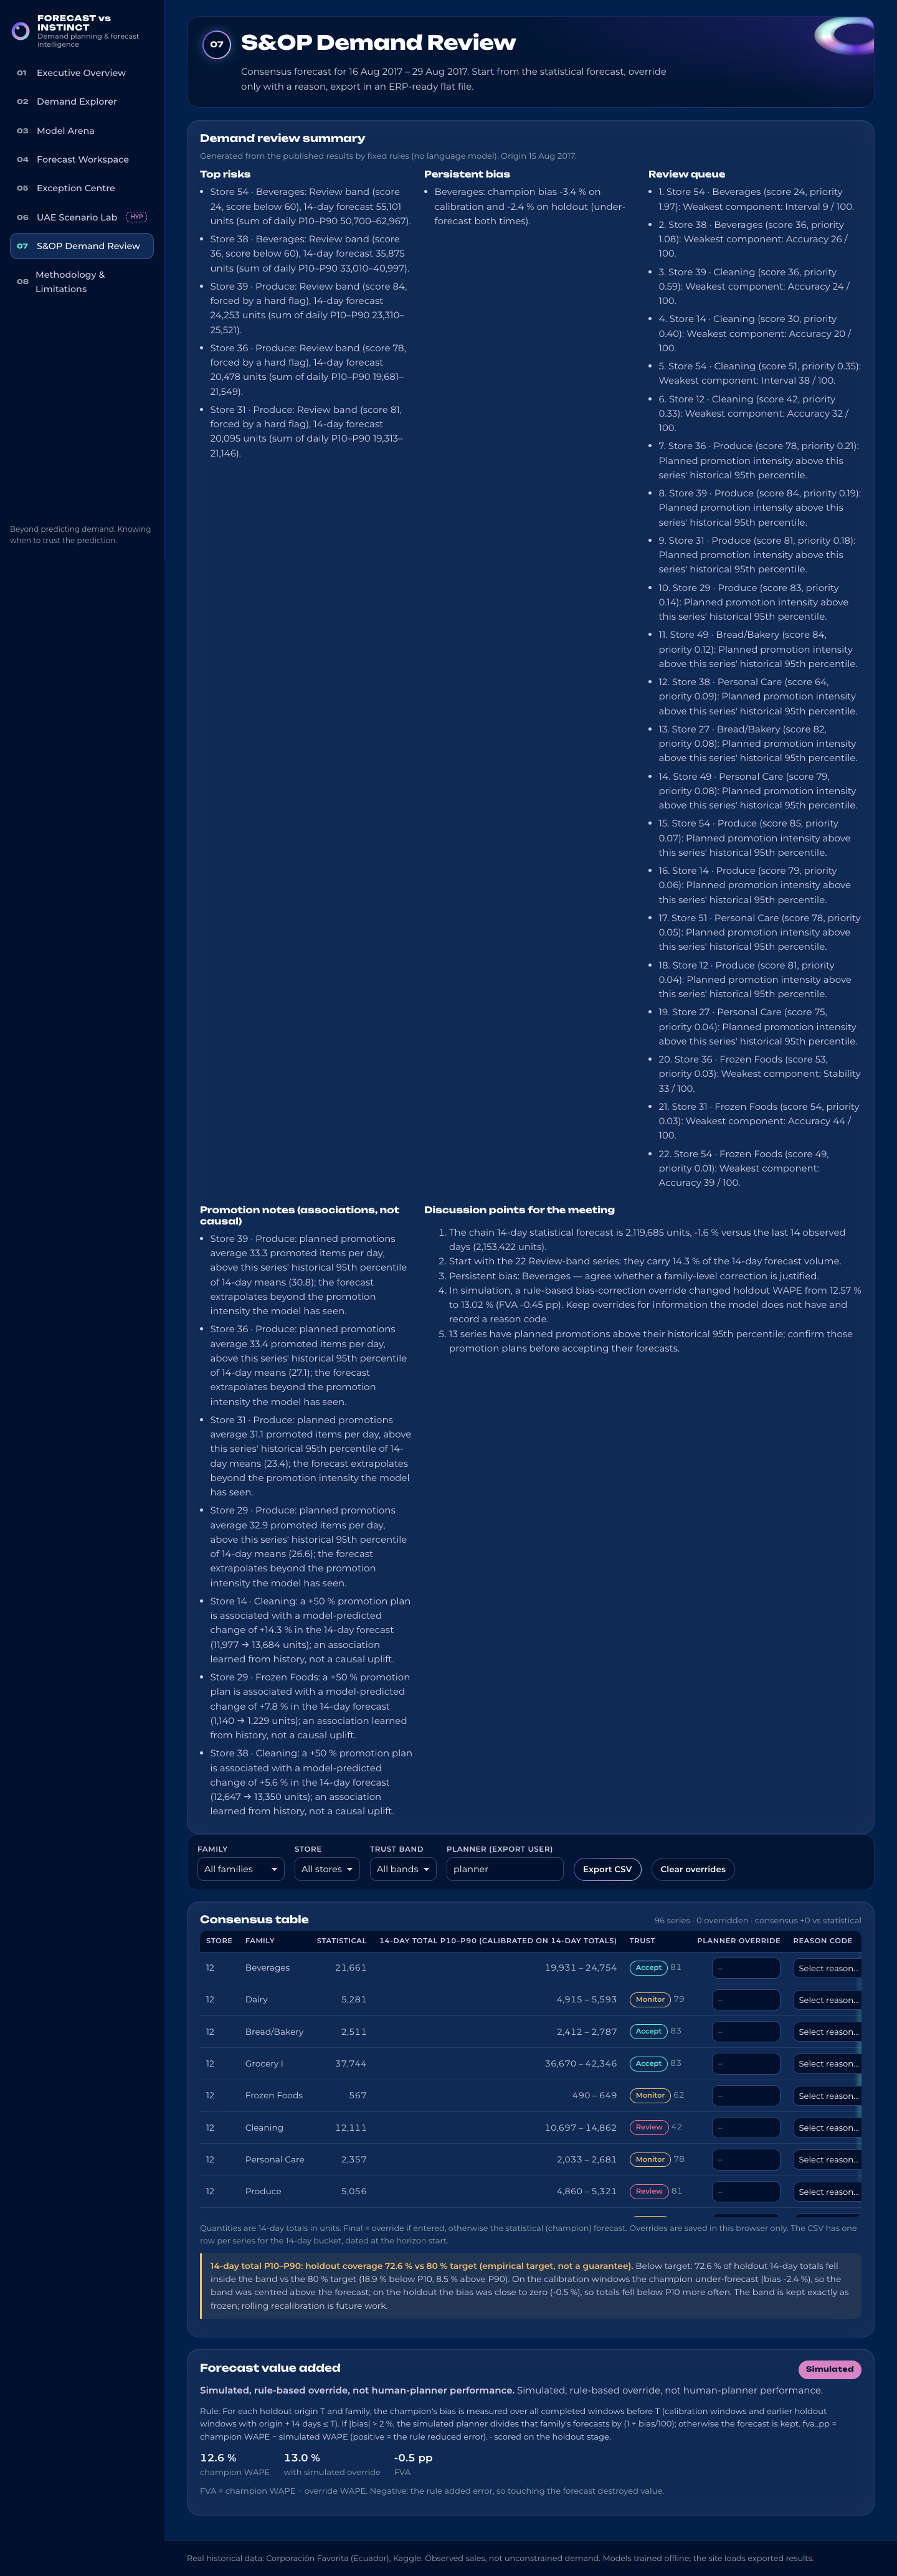 FORECAST vs
INSTINCT
Demand planning & forecast
intelligence
01 Executive Overview
02 Demand Explorer
03 Model Arena
04 Forecast Workspace
05 Exception Centre
06 UAE Scenario Lab HYP
07 S&OP Demand Review
08 Methodology &
Limitations
Beyond predicting demand. Knowing
when to trust the prediction.
07 S&OP Demand Review
Consensus forecast for 16 Aug 2017 – 29 Aug 2017. Start from the statistical forecast, override
only with a reason, export in an ERP-ready flat file.
Demand review summary
Generated from the published results by fixed rules (no language model). Origin 15 Aug 2017.
Top risks
• Store 54 · Beverages: Review band (score
24, score below 60), 14-day forecast 55,101
units (sum of daily P10–P90 50,700–62,967).
• Store 38 · Beverages: Review band (score
36, score below 60), 14-day forecast 35,875
units (sum of daily P10–P90 33,010–40,997).
• Store 39 · Produce: Review band (score 84,
forced by a hard flag), 14-day forecast
24,253 units (sum of daily P10–P90 23,310–
25,521).
• Store 36 · Produce: Review band (score 78,
forced by a hard flag), 14-day forecast
20,478 units (sum of daily P10–P90 19,681–
21,549).
• Store 31 · Produce: Review band (score 81,
forced by a hard flag), 14-day forecast
20,095 units (sum of daily P10–P90 19,313–
21,146).
Persistent bias
• Beverages: champion bias -3.4 % on
calibration and -2.4 % on holdout (under-
forecast both times).
Review queue
• 1. Store 54 · Beverages (score 24, priority
1.97): Weakest component: Interval 9 / 100.
• 2. Store 38 · Beverages (score 36, priority
1.08): Weakest component: Accuracy 26 /
100.
• 3. Store 39 · Cleaning (score 36, priority
0.59): Weakest component: Accuracy 24 /
100.
• 4. Store 14 · Cleaning (score 30, priority
0.40): Weakest component: Accuracy 20 /
100.
• 5. Store 54 · Cleaning (score 51, priority 0.35):
Weakest component: Interval 38 / 100.
• 6. Store 12 · Cleaning (score 42, priority
0.33): Weakest component: Accuracy 32 /
100.
• 7. Store 36 · Produce (score 78, priority 0.21):
Planned promotion intensity above this
series' historical 95th percentile.
• 8. Store 39 · Produce (score 84, priority 0.19):
Planned promotion intensity above this
series' historical 95th percentile.
• 9. Store 31 · Produce (score 81, priority 0.18):
Planned promotion intensity above this
series' historical 95th percentile.
• 10. Store 29 · Produce (score 83, priority
0.14): Planned promotion intensity above
this series' historical 95th percentile.
• 11. Store 49 · Bread/Bakery (score 84,
priority 0.12): Planned promotion intensity
above this series' historical 95th percentile.
• 12. Store 38 · Personal Care (score 64,
priority 0.09): Planned promotion intensity
above this series' historical 95th percentile.
• 13. Store 27 · Bread/Bakery (score 82,
priority 0.08): Planned promotion intensity
above this series' historical 95th percentile.
• 14. Store 49 · Personal Care (score 79,
priority 0.08): Planned promotion intensity
above this series' historical 95th percentile.
• 15. Store 54 · Produce (score 85, priority
0.07): Planned promotion intensity above
this series' historical 95th percentile.
• 16. Store 14 · Produce (score 79, priority
0.06): Planned promotion intensity above
this series' historical 95th percentile.
• 17. Store 51 · Personal Care (score 78, priority
0.05): Planned promotion intensity above
this series' historical 95th percentile.
• 18. Store 12 · Produce (score 81, priority
0.04): Planned promotion intensity above
this series' historical 95th percentile.
• 19. Store 27 · Personal Care (score 75,
priority 0.04): Planned promotion intensity
above this series' historical 95th percentile.
• 20. Store 36 · Frozen Foods (score 53,
priority 0.03): Weakest component: Stability
33 / 100.
• 21. Store 31 · Frozen Foods (score 54, priority
0.03): Weakest component: Accuracy 44 /
100.
• 22. Store 54 · Frozen Foods (score 49,
priority 0.01): Weakest component:
Accuracy 39 / 100.
Promotion notes (associations, not
causal)
• Store 39 · Produce: planned promotions
average 33.3 promoted items per day,
above this series' historical 95th percentile
of 14-day means (30.8); the forecast
extrapolates beyond the promotion
intensity the model has seen.
• Store 36 · Produce: planned promotions
average 33.4 promoted items per day,
above this series' historical 95th percentile
of 14-day means (27.1); the forecast
extrapolates beyond the promotion
intensity the model has seen.
• Store 31 · Produce: planned promotions
average 31.1 promoted items per day, above
this series' historical 95th percentile of 14-
day means (23.4); the forecast extrapolates
beyond the promotion intensity the model
has seen.
• Store 29 · Produce: planned promotions
average 32.9 promoted items per day,
above this series' historical 95th percentile
of 14-day means (26.6); the forecast
extrapolates beyond the promotion
intensity the model has seen.
• Store 14 · Cleaning: a +50 % promotion plan
is associated with a model-predicted
change of +14.3 % in the 14-day forecast
(11,977 → 13,684 units); an association
learned from history, not a causal uplift.
• Store 29 · Frozen Foods: a +50 % promotion
plan is associated with a model-predicted
change of +7.8 % in the 14-day forecast
(1,140 → 1,229 units); an association learned
from history, not a causal uplift.
• Store 38 · Cleaning: a +50 % promotion plan
is associated with a model-predicted
change of +5.6 % in the 14-day forecast
(12,647 → 13,350 units); an association
learned from history, not a causal uplift.
Discussion points for the meeting
1. The chain 14-day statistical forecast is 2,119,685 units, -1.6 % versus the last 14 observed
days (2,153,422 units).
2. Start with the 22 Review-band series: they carry 14.3 % of the 14-day forecast volume.
3. Persistent bias: Beverages — agree whether a family-level correction is justified.
4. In simulation, a rule-based bias-correction override changed holdout WAPE from 12.57 %
to 13.02 % (FVA -0.45 pp). Keep overrides for information the model does not have and
record a reason code.
5. 13 series have planned promotions above their historical 95th percentile; confirm those
promotion plans before accepting their forecasts.
FAMILY STORE TRUST BAND PLANNER (EXPORT USER)
All families All stores All bands planner Export CSV Clear overrides
Consensus table 96 series · 0 overridden · consensus +0 vs statistical
STORE FAMILY STATISTICAL 14-DAY TOTAL P10–P90 (CALIBRATED ON 14-DAY TOTALS) TRUST PLANNER OVERRIDE REASON CODE
12 Beverages 21,661 19,931 – 24,754 Accept 81 – Select reason...
12 Dairy 5,281 4,915 – 5,593 Monitor 79 – Select reason...
12 Bread/Bakery 2,511 2,412 – 2,787 Accept 83 – Select reason...
12 Grocery I 37,744 36,670 – 42,346 Accept 83 – Select reason...
12 Frozen Foods 567 490 – 649 Monitor 62 – Select reason...
12 Cleaning 12,111 10,697 – 14,862 Review 42 – Select reason...
12 Personal Care 2,357 2,033 – 2,681 Monitor 78 – Select reason...
12 Produce 5,056 4,860 – 5,321 Review 81 – Select reason...
Quantities are 14-day totals in units. Final = override if entered, otherwise the statistical (champion) forecast. Overrides are saved in this browser only. The CSV has one
row per series for the 14-day bucket, dated at the horizon start.
14-day total P10–P90: holdout coverage 72.6 % vs 80 % target (empirical target, not a guarantee). Below target: 72.6 % of holdout 14-day totals fell
inside the band vs the 80 % target (18.9 % below P10, 8.5 % above P90). On the calibration windows the champion under-forecast (bias -2.4 %), so the
band was centred above the forecast; on the holdout the bias was close to zero (-0.5 %), so totals fell below P10 more often. The band is kept exactly as
frozen; rolling recalibration is future work.
Forecast value added Simulated
Simulated, rule-based override, not human-planner performance. Simulated, rule-based override, not human-planner performance.
Rule: For each holdout origin T and family, the champion's bias is measured over all completed windows before T (calibration windows and earlier holdout
windows with origin + 14 days ≤ T). If |bias| > 2 %, the simulated planner divides that family's forecasts by (1 + bias/100); otherwise the forecast is kept. fva_pp =
champion WAPE − simulated WAPE (positive = the rule reduced error). · scored on the holdout stage.
12.6 % 13.0 % -0.5 pp
champion WAPE with simulated override FVA
FVA = champion WAPE − override WAPE. Negative: the rule added error, so touching the forecast destroyed value.
Real historical data: Corporación Favorita (Ecuador), Kaggle. Observed sales, not unconstrained demand. Models trained offline; the site loads exported results.